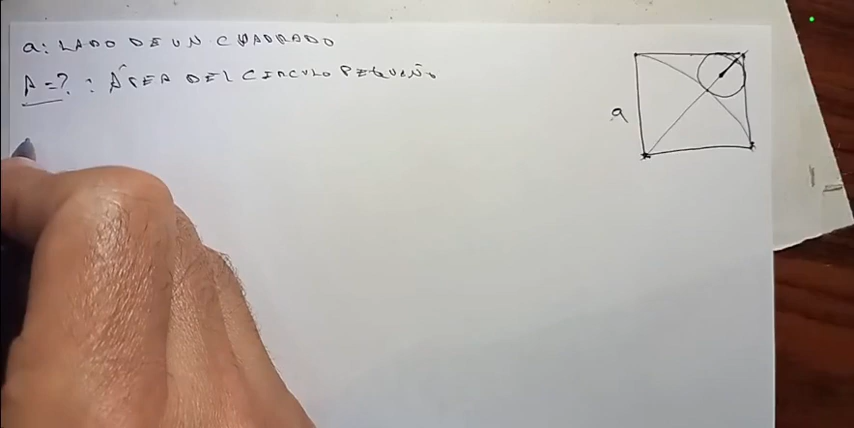 a: LADO DE UN CUADRADO
A=? : ÁREA DEL CIRCULO PEQUEÑO
a